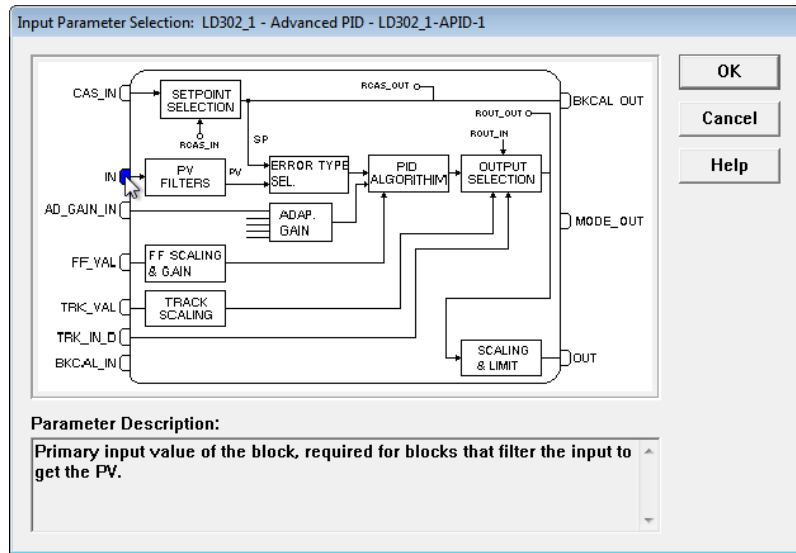 Input Parameter Selection: LD302_1 - Advanced PID - LD302_1-APID-1
OK
Cancel
Help
CAS_IN
SETPOINT
SELECTION
RCAS_OUT
BKCAL OUT
RCAS_IN
SP
ROUT_OUT
ROUT_IN
IN
PV
FILTERS
PV
ERROR TYPE
SEL.
PID
ALGORITHIM
OUTPUT
SELECTION
AD_GAIN_IN
ADAP.
GAIN
MODE_OUT
FF_VAL
FF SCALING
& GAIN
TRK_VAL
TRACK
SCALING
TRK_IN_D
BKCAL_IN
SCALING
& LIMIT
OUT
Parameter Description:
Primary input value of the block, required for blocks that filter the input to
get the PV.